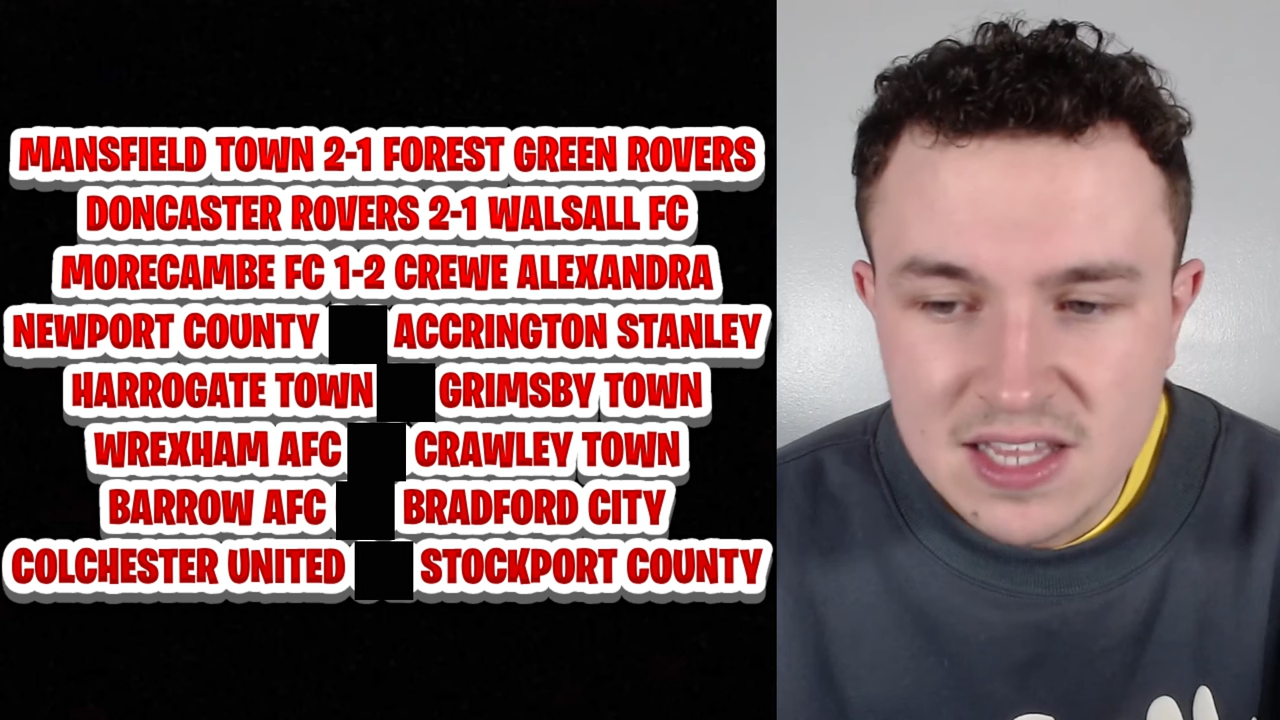 MANSFIELD TOWN 2-1 FOREST GREEN ROVERS
DONCASTER ROVERS 2-1 WALSALL FC
MORECAMBE FC 1-2 CREWE ALEXANDRA
NEWPORT COUNTY ACCRINGTON STANLEY
HARROGATE TOWN GRIMSBY TOWN
WREXHAM AFC CRAWLEY TOWN
BARROW AFC BRADFORD CITY
COLCHESTER UNITED STOCKPORT COUNTY